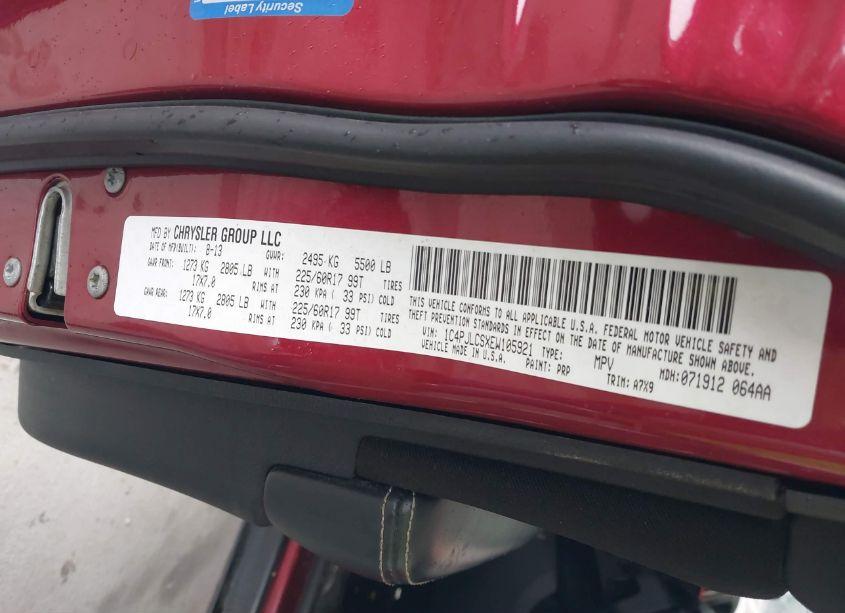 Security Label
MFD BY CHRYSLER GROUP LLC
DATE OF MFD(BUILT): 8-13 GVWR: 2495 KG 5500 LB
GAWR FRONT: 1273 KG 2805 LB WITH 225/60R17 99T TIRES
17X7.0 RIMS AT 230 KPA ( 33 PSI) COLD
GAWR REAR: 1273 KG 2805 LB WITH 225/60R17 99T TIRES
17X7.0 RIMS AT 230 KPA ( 33 PSI) COLD
THIS VEHICLE CONFORMS TO ALL APPLICABLE U.S.A. FEDERAL MOTOR VEHICLE SAFETY AND
THEFT PREVENTION STANDARDS IN EFFECT ON THE DATE OF MANUFACTURE SHOWN ABOVE.
VIN: 1C4PJLCSXEW105921 TYPE: MPV MDH:071912 064AA
VEHICLE MADE IN U.S.A. PAINT: PRP TRIM: A7X9